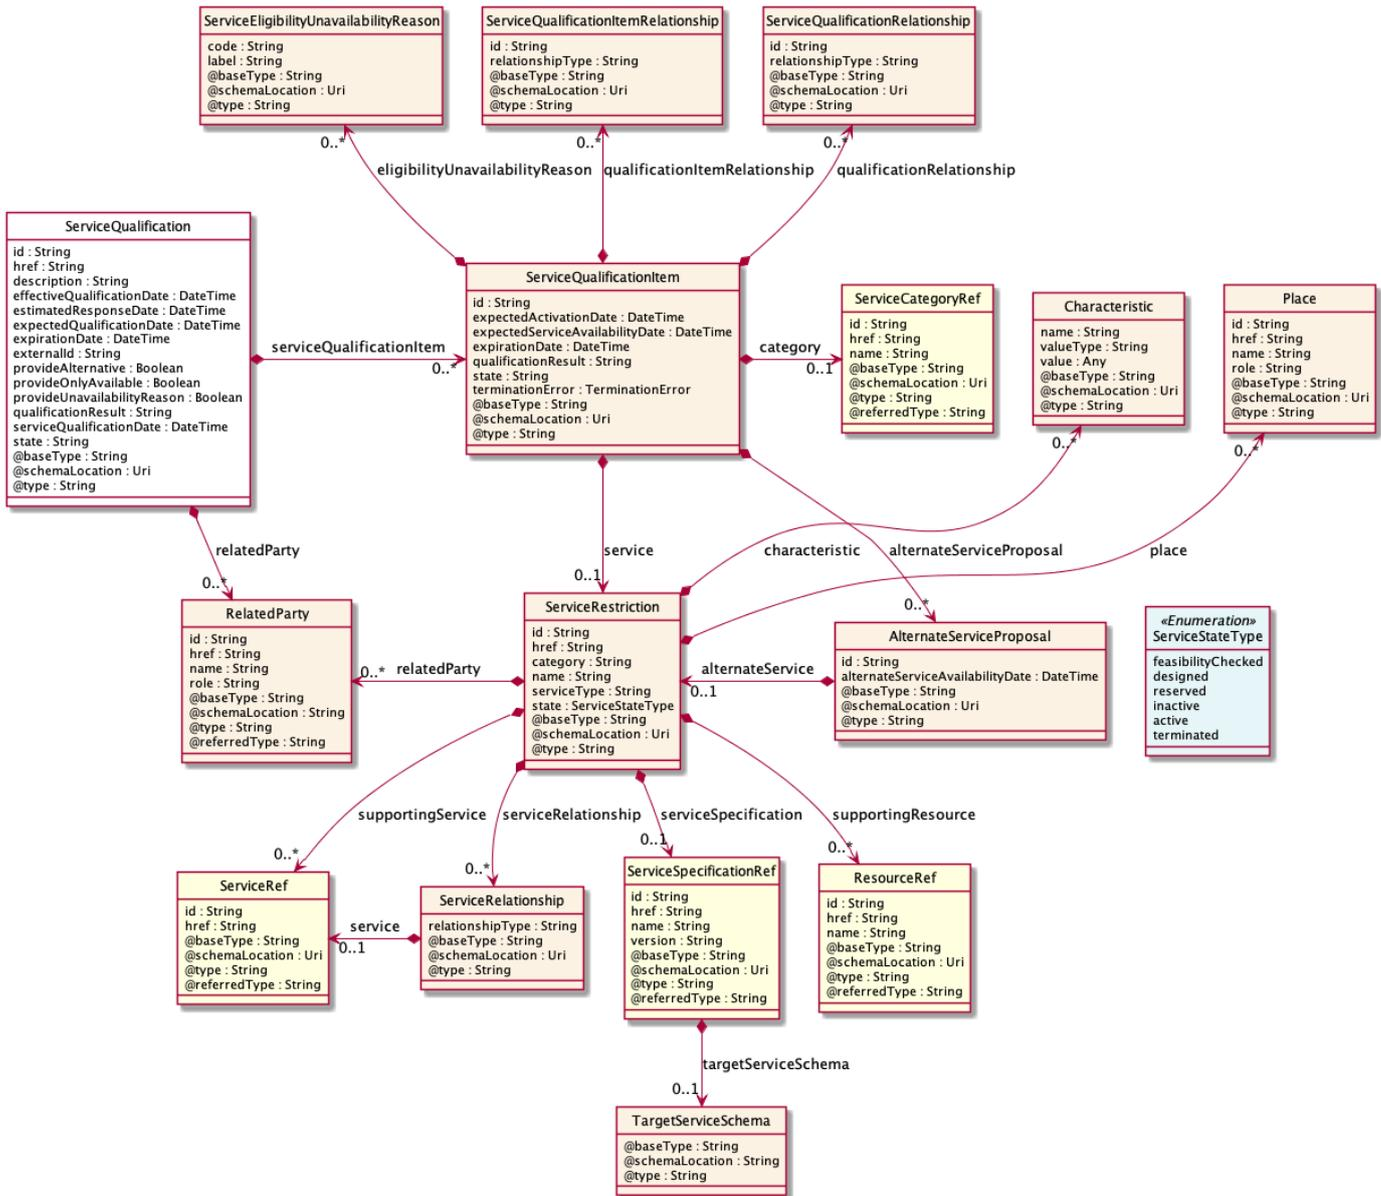 ServiceEligibilityUnavailabilityReason
code : String
label : String
@baseType : String
@schemaLocation : Uri
@type : String
ServiceQualificationItemRelationship
id : String
relationshipType : String
@baseType : String
@schemaLocation : Uri
@type : String
ServiceQualificationRelationship
id : String
relationshipType : String
@baseType : String
@schemaLocation : Uri
@type : String
0..*
0..*
0..*
eligibilityUnavailabilityReason
qualificationItemRelationship
qualificationRelationship
ServiceQualification
id : String
href : String
description : String
effectiveQualificationDate : DateTime
estimatedResponseDate : DateTime
expectedQualificationDate : DateTime
expirationDate : DateTime
externalId : String
provideAlternative : Boolean
provideOnlyAvailable : Boolean
provideUnavailabilityReason : Boolean
qualificationResult : String
serviceQualificationDate : DateTime
state : String
@baseType : String
@schemaLocation : Uri
@type : String
serviceQualificationItem
0..*
ServiceQualificationItem
id : String
expectedActivationDate : DateTime
expectedServiceAvailabilityDate : DateTime
expirationDate : DateTime
qualificationResult : String
state : String
terminationError : TerminationError
@baseType : String
@schemaLocation : Uri
@type : String
category
0..1
ServiceCategoryRef
id : String
href : String
name : String
@baseType : String
@schemaLocation : Uri
@type : String
@referredType : String
Characteristic
name : String
valueType : String
value : Any
@baseType : String
@schemaLocation : Uri
@type : String
Place
id : String
href : String
name : String
role : String
@baseType : String
@schemaLocation : Uri
@type : String
0..*
0..*
relatedParty
0..*
service
0..1
characteristic
alternateServiceProposal
0..*
place
RelatedParty
id : String
href : String
name : String
role : String
@baseType : String
@schemaLocation : String
@type : String
@referredType : String
relatedParty
0..*
ServiceRestriction
id : String
href : String
category : String
name : String
serviceType : String
state : ServiceStateType
@baseType : String
@schemaLocation : Uri
@type : String
alternateService
0..1
AlternateServiceProposal
id : String
alternateServiceAvailabilityDate : DateTime
@baseType : String
@schemaLocation : Uri
@type : String
«Enumeration»
ServiceStateType
feasibilityChecked
designed
reserved
inactive
active
terminated
supportingService
serviceRelationship
serviceSpecification
supportingResource
0..*
0..*
0..1
0..*
ServiceRef
id : String
href : String
@baseType : String
@schemaLocation : Uri
@type : String
@referredType : String
service
0..1
ServiceRelationship
relationshipType : String
@baseType : String
@schemaLocation : Uri
@type : String
ServiceSpecificationRef
id : String
href : String
name : String
version : String
@baseType : String
@schemaLocation : Uri
@type : String
@referredType : String
ResourceRef
id : String
href : String
name : String
@baseType : String
@schemaLocation : Uri
@type : String
@referredType : String
targetServiceSchema
0..1
TargetServiceSchema
@baseType : String
@schemaLocation : String
@type : String